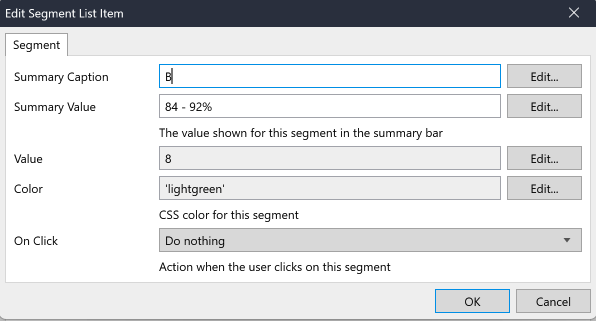 Edit Segment List Item
Segment
Summary Caption B Edit...
Summary Value 84 - 92% Edit...
The value shown for this segment in the summary bar
Value 8 Edit...
Color 'lightgreen' Edit...
CSS color for this segment
On Click Do nothing
Action when the user clicks on this segment
OK Cancel